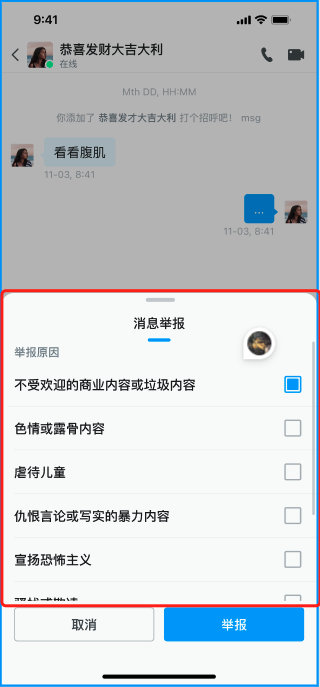 9:41
恭喜发财大吉大利
在线
Mth DD, HH:MM
你添加了 恭喜发才大吉大利 打个招呼吧！ msg
看看腹肌
11-03, 8:41
...
11-03, 8:41
消息举报
举报原因
不受欢迎的商业内容或垃圾内容
色情或露骨内容
虐待儿童
仇恨言论或写实的暴力内容
宣扬恐怖主义
取消
举报